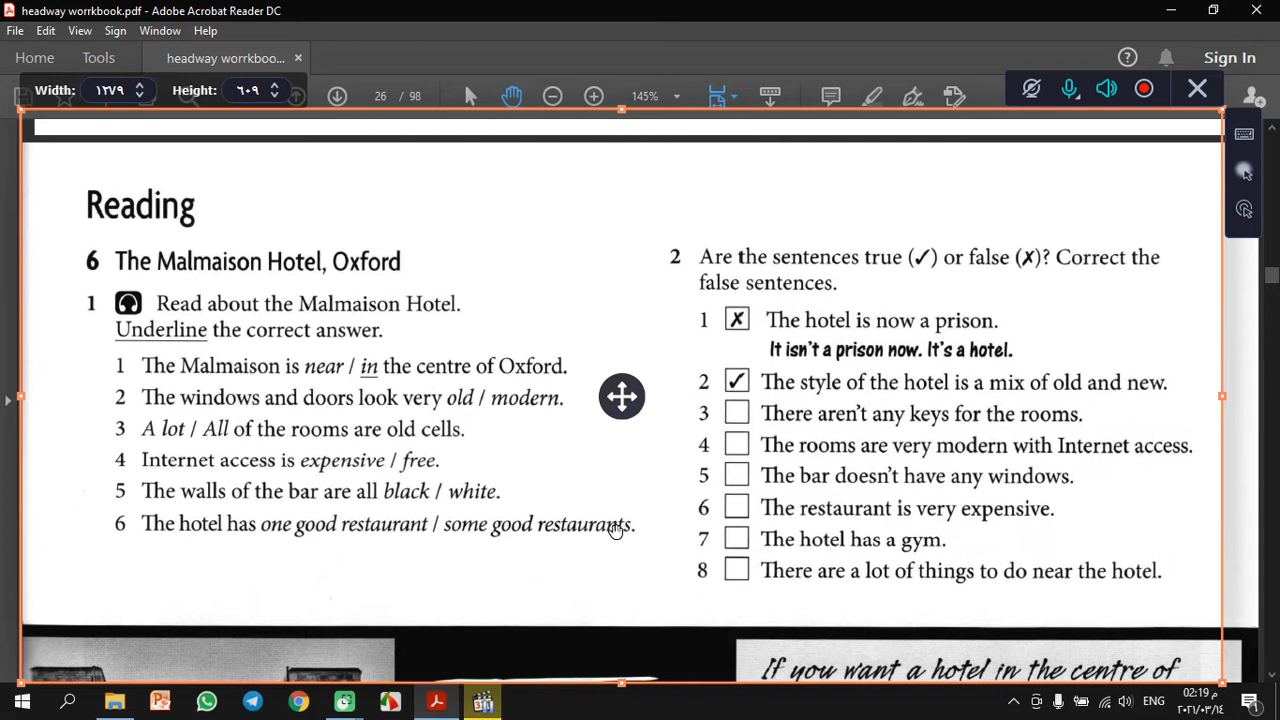 headway worrkbook.pdf - Adobe Acrobat Reader DC
File Edit View Sign Window Help
Home Tools headway worrkboo... × Sign In
Width: ١٢٧٩ Height: ٦٠٩ 26 / 98 145%
Reading
6 The Malmaison Hotel, Oxford
1 Read about the Malmaison Hotel.
Underline the correct answer.
1 The Malmaison is near / in the centre of Oxford.
2 The windows and doors look very old / modern.
3 A lot / All of the rooms are old cells.
4 Internet access is expensive / free.
5 The walls of the bar are all black / white.
6 The hotel has one good restaurant / some good restaurants.
2 Are the sentences true (✓) or false (✗)? Correct the
false sentences.
1 ✗ The hotel is now a prison.
It isn't a prison now. It's a hotel.
2 ✓ The style of the hotel is a mix of old and new.
3 There aren't any keys for the rooms.
4 The rooms are very modern with Internet access.
5 The bar doesn't have any windows.
6 The restaurant is very expensive.
7 The hotel has a gym.
8 There are a lot of things to do near the hotel.
If you want a hotel in the centre of
ENG
02:19 م
٢٠٢١/٠٣/١٤